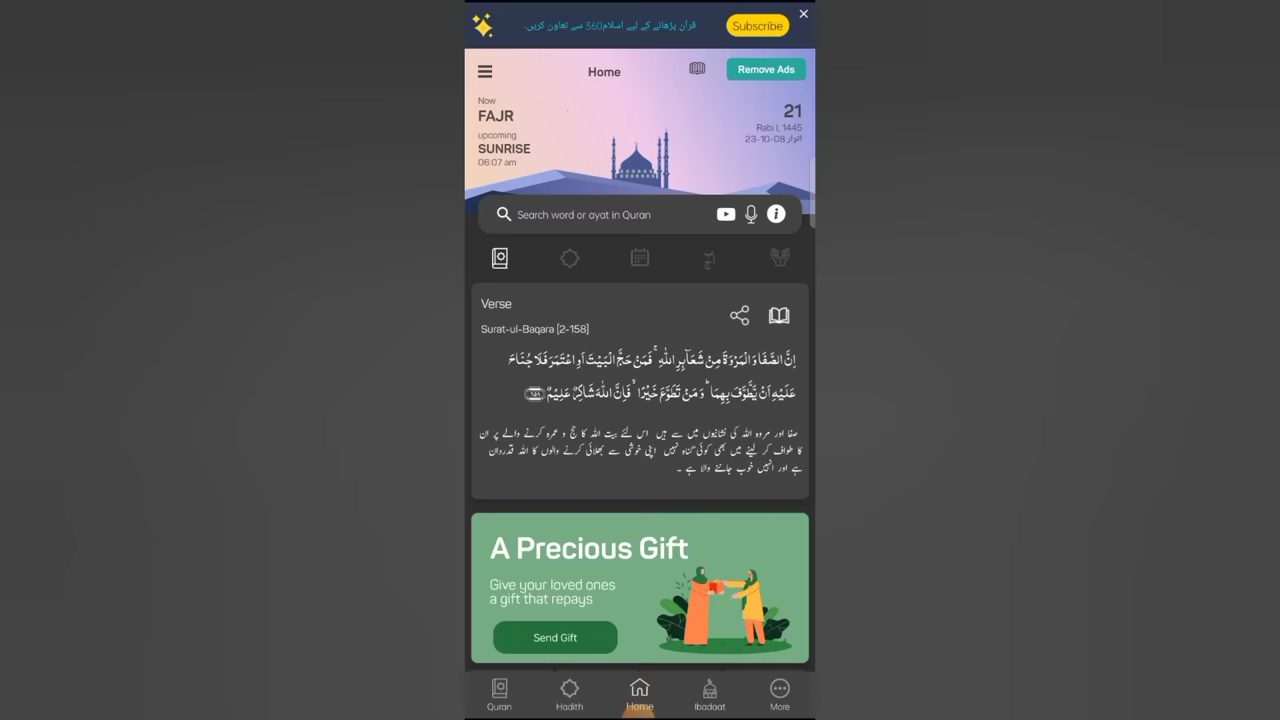 قرآن پڑھانے کے لیے اسلام360 سے تعاون کریں۔
Subscribe
Home
Remove Ads
Now
FAJR
upcoming
SUNRISE
06:07 am
21
Rabi I, 1445
اتوار 08-10-23
Search word or ayat in Quran
Verse
Surat-ul-Baqara [2-158]
اِنَّ الصَّفَا وَالْمَرْوَةَ مِنْ شَعَآىِٕرِ اللّٰهِ ۚ فَمَنْ حَجَّ الْبَيْتَ اَوِ اعْتَمَرَ فَلَا جُنَاحَ
عَلَيْهِ اَنْ يَّطَّوَّفَ بِهِمَا ؕ وَمَنْ تَطَوَّعَ خَيْرًا ۙ فَاِنَّ اللّٰهَ شَاكِرٌ عَلِيْمٌ ﴿۱۵۸﴾
صفا اور مروہ اللہ کی نشانیوں میں سے ہیں اس لئے بیت اللہ کا حج و عمرہ کرنے والے پر ان
کا طواف کر لینے میں بھی کوئی گناہ نہیں اپنی خوشی سے بھلائی کرنے والوں کا اللہ قدردان
ہے اور انہیں خوب جاننے والا ہے ۔
A Precious Gift
Give your loved ones
a gift that repays
Send Gift
Quran
Hadith
Home
Ibadaat
More